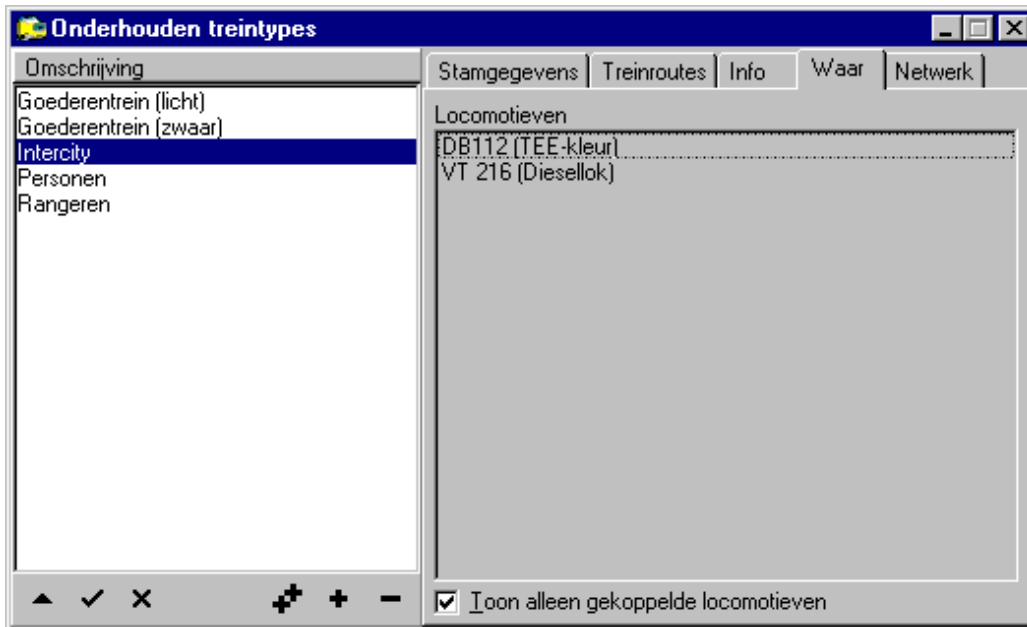 Onderhouden treintypes
Omschrijving
Goederentrein (licht)
Goederentrein (zwaar)
Intercity
Personen
Rangeren
Stamgegevens Treinroutes Info Waar Netwerk
Locomotieven
DB112 (TEE-kleur)
VT 216 (Diesellok)
Toon alleen gekoppelde locomotieven